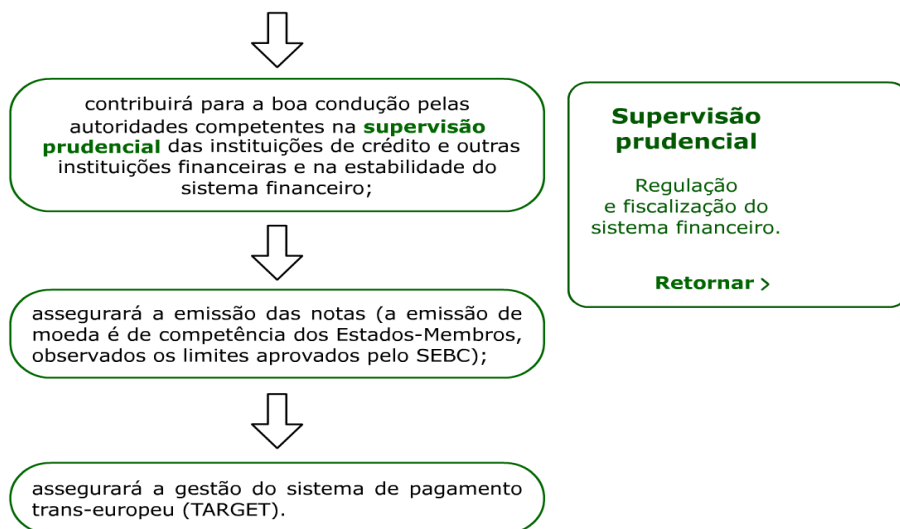 contribuirá para a boa condução pelas
autoridades competentes na supervisão
prudencial das instituições de crédito e outras
instituições financeiras e na estabilidade do
sistema financeiro;
Supervisão
prudencial
Regulação
e fiscalização do
sistema financeiro.
Retornar >
assegurará a emissão das notas (a emissão de
moeda é de competência dos Estados-Membros,
observados os limites aprovados pelo SEBC);
assegurará a gestão do sistema de pagamento
trans-europeu (TARGET).